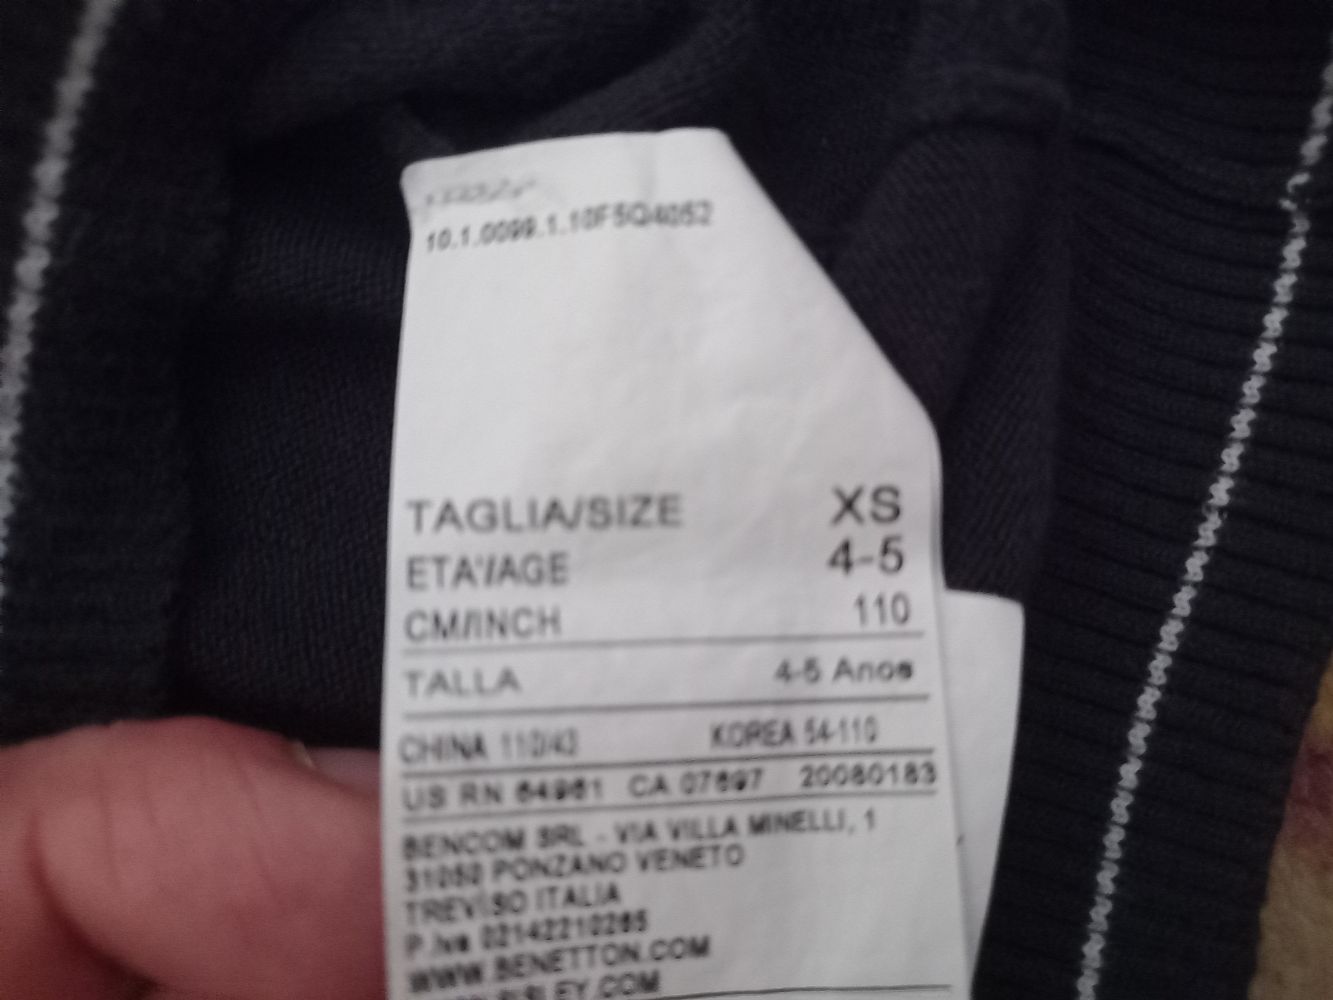 10.1.0099.1.10F5Q4052
TAGLIA/SIZE XS
ETA'/AGE 4-5
CM/INCH 110
TALLA 4-5 Anos
CHINA 110/43 KOREA 54-110
US RN 64961 CA 07697 20080183
BENCOM SRL - VIA VILLA MINELLI, 1
31050 PONZANO VENETO
TREVISO ITALIA
P.Iva 02142210265
WWW.BENETTON.COM
SISLEY.COM